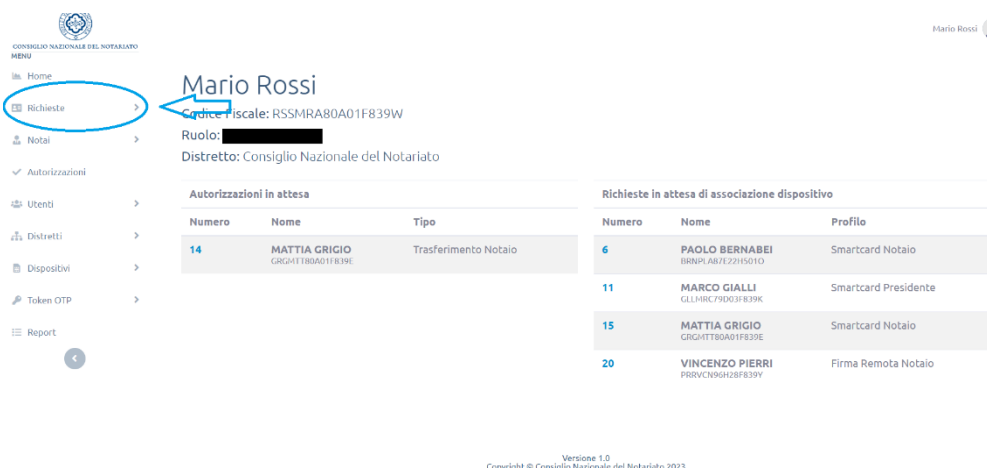 CONSIGLIO NAZIONALE DEL NOTARIATO
MENU
Home
Richieste
Notai
Autorizzazioni
Utenti
Distretti
Dispositivi
Token OTP
Report
Mario Rossi
Mario Rossi
Codice Fiscale: RSSMRA80A01F839W
Ruolo:
Distretto: Consiglio Nazionale del Notariato
Autorizzazioni in attesa
Numero Nome Tipo
14 MATTIA GRIGIO Trasferimento Notaio
GRGMTT80A01F839E
Richieste in attesa di associazione dispositivo
Numero Nome Profilo
6 PAOLO BERNABEI Smartcard Notaio
BRNPLA87E22H501O
11 MARCO GIALLI Smartcard Presidente
GLLMRC79D03F839K
15 MATTIA GRIGIO Smartcard Notaio
GRGMTT80A01F839E
20 VINCENZO PIERRI Firma Remota Notaio
PRRVCN96H28F839Y
Versione 1.0
Copyright © Consiglio Nazionale del Notariato 2023